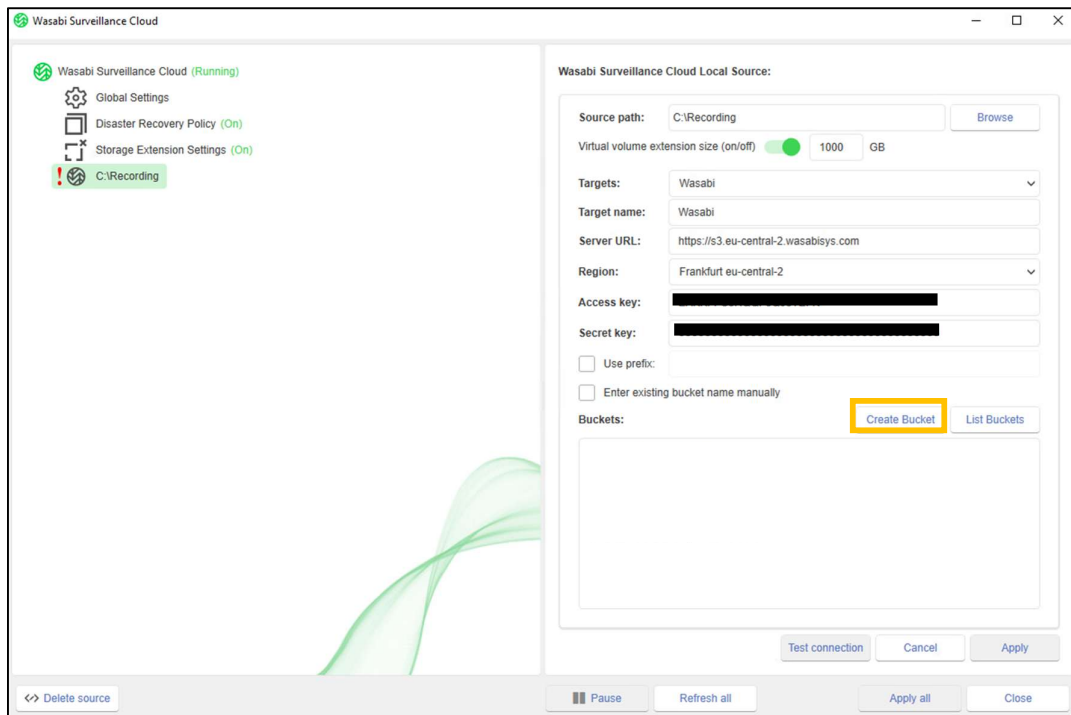 Wasabi Surveillance Cloud
Wasabi Surveillance Cloud (Running)
Global Settings
Disaster Recovery Policy (On)
Storage Extension Settings (On)
! C:\Recording
Wasabi Surveillance Cloud Local Source:
Source path: C:\Recording Browse
Virtual volume extension size (on/off) 1000 GB
Targets: Wasabi
Target name: Wasabi
Server URL: https://s3.eu-central-2.wasabisys.com
Region: Frankfurt eu-central-2
Access key:
Secret key:
Use prefix:
Enter existing bucket name manually
Buckets: Create Bucket List Buckets
Test connection Cancel Apply
Delete source Pause Refresh all Apply all Close